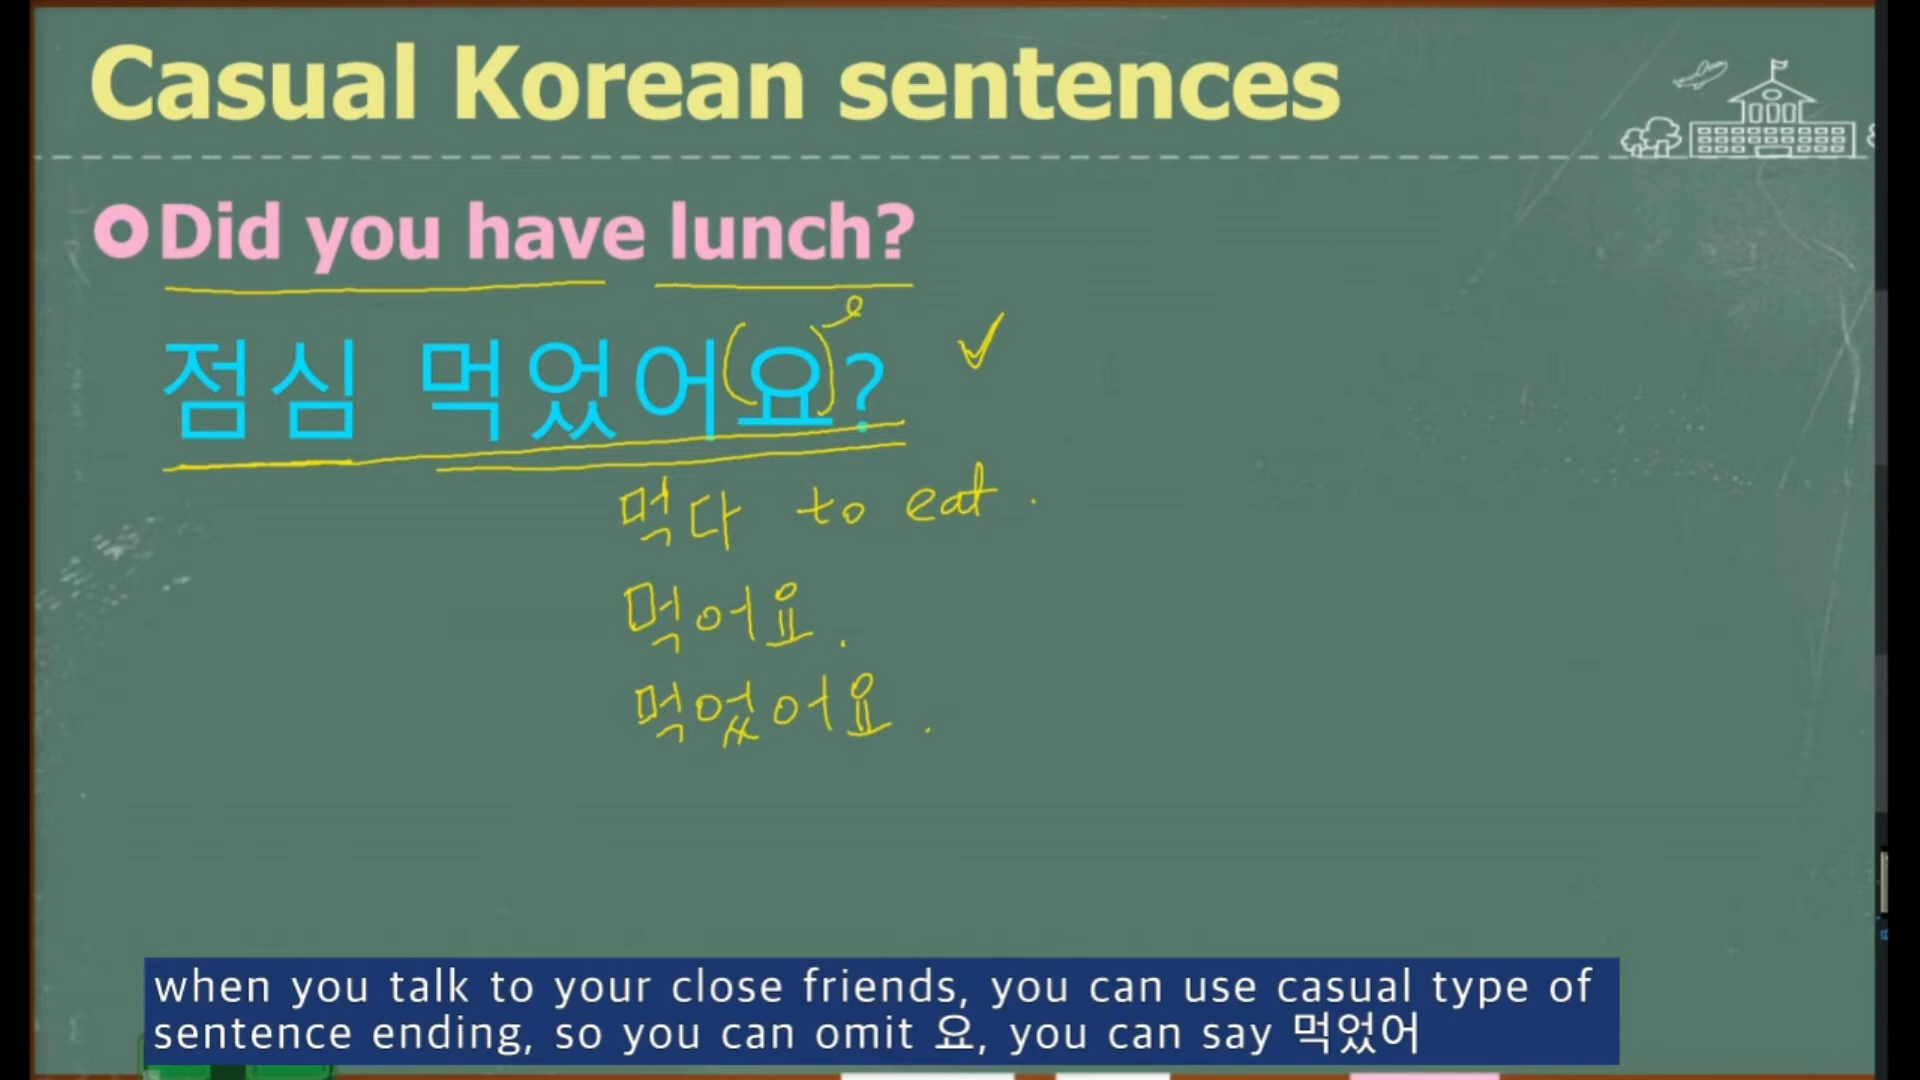 Casual Korean sentences
Did you have lunch?
점심 먹었어(요)?
먹다 to eat.
먹어요.
먹었어요.
when you talk to your close friends, you can use casual type of
sentence ending, so you can omit 요, you can say 먹었어